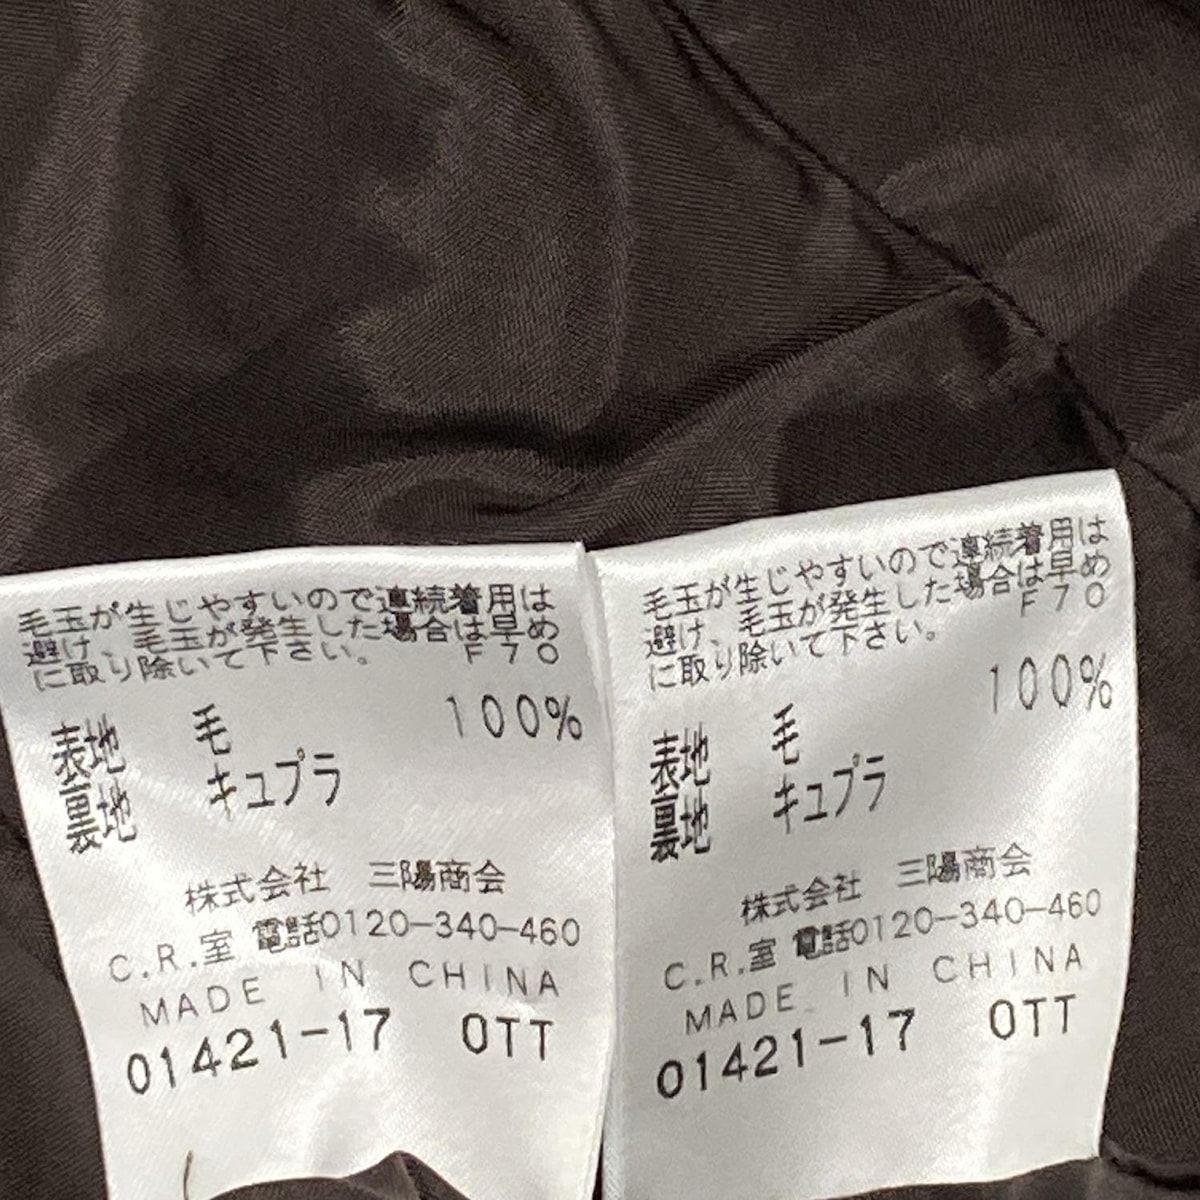 毛玉が生じやすいので連続着用は
避け、毛玉が発生した場合は早め
に取り除いて下さい。 F70
表地 毛 100%
裏地 キュプラ
株式会社 三陽商会
C.R.室 電話0120-340-460
MADE IN CHINA
01421-17 OTT
毛玉が生じやすいので連続着用は
避け、毛玉が発生した場合は早め
に取り除いて下さい。 F70
表地 毛 100%
裏地 キュプラ
株式会社 三陽商会
C.R.室 電話0120-340-460
MADE IN CHINA
01421-17 OTT